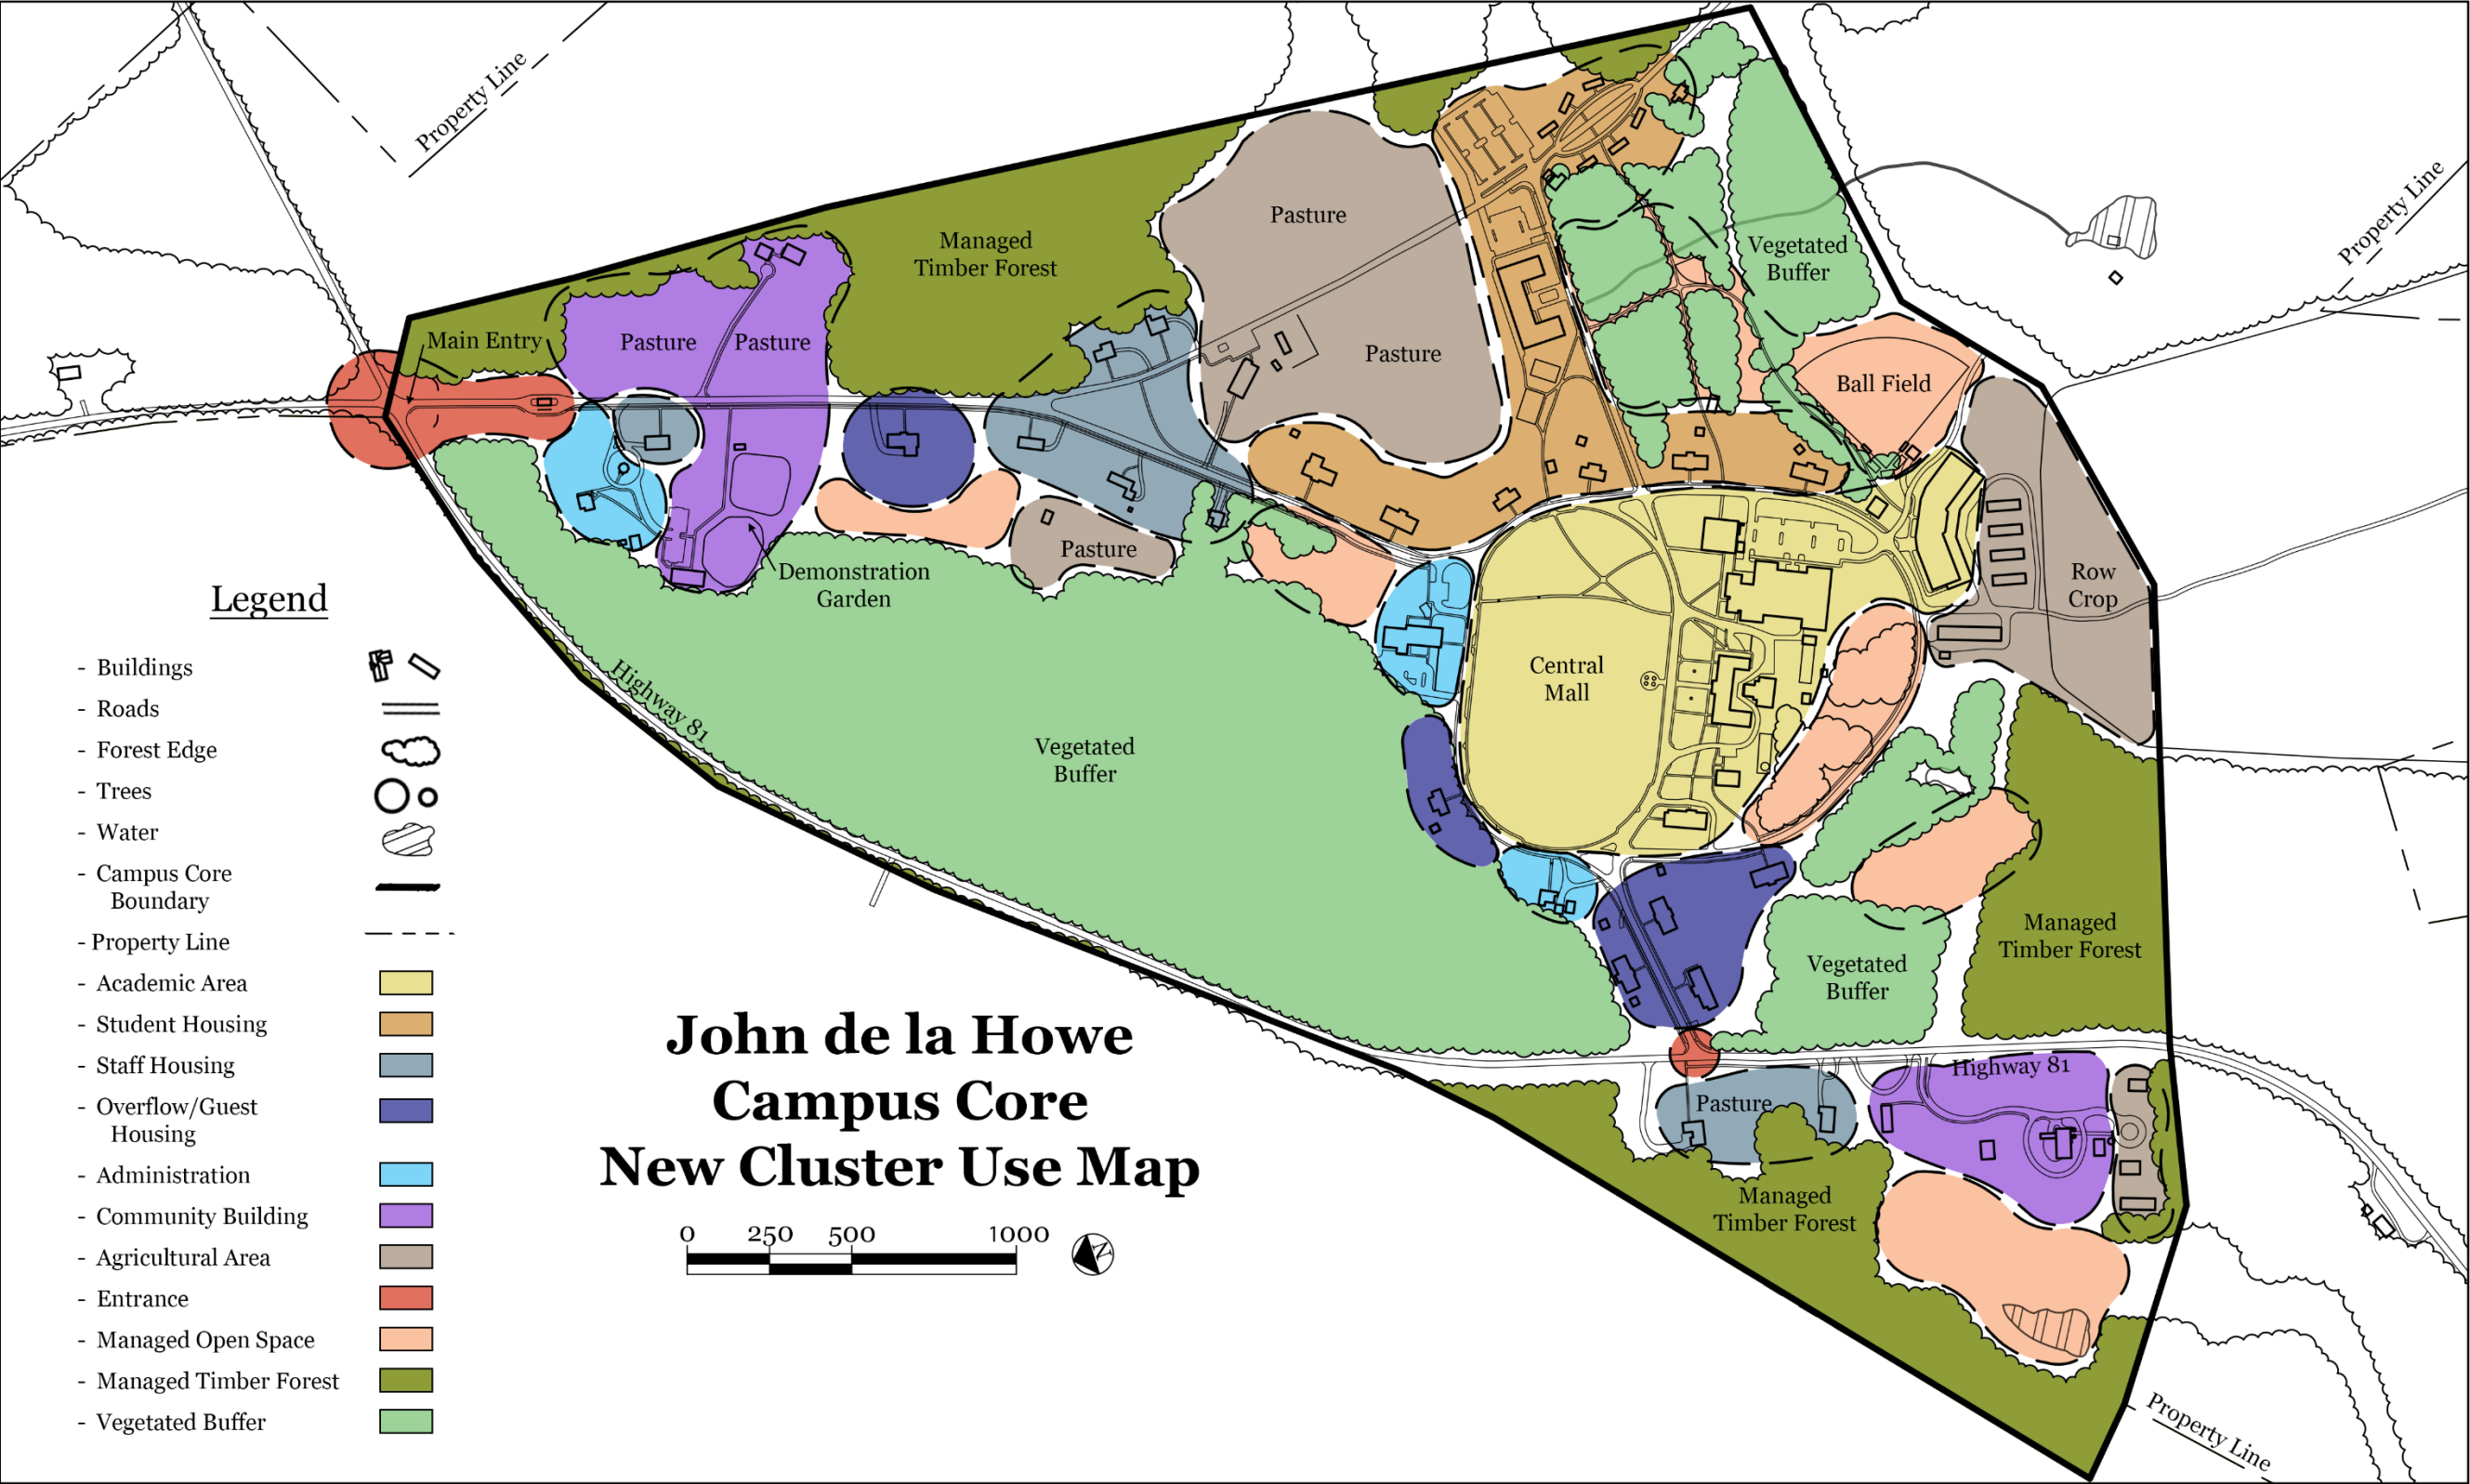 Property Line
Property Line
Pasture
Managed
Timber Forest
Vegetated
Buffer
Main Entry
Pasture
Pasture
Pasture
Ball Field
Pasture
Demonstration
Garden
Row
Crop
Highway 81
Central
Mall
Vegetated
Buffer
Managed
Timber Forest
Vegetated
Buffer
Highway 81
Pasture
Managed
Timber Forest
Property Line
Legend
- Buildings
- Roads
- Forest Edge
- Trees
- Water
- Campus Core
Boundary
- Property Line
- Academic Area
- Student Housing
- Staff Housing
- Overflow/Guest
Housing
- Administration
- Community Building
- Agricultural Area
- Entrance
- Managed Open Space
- Managed Timber Forest
- Vegetated Buffer
John de la Howe
Campus Core
New Cluster Use Map
0 250 500 1000
N